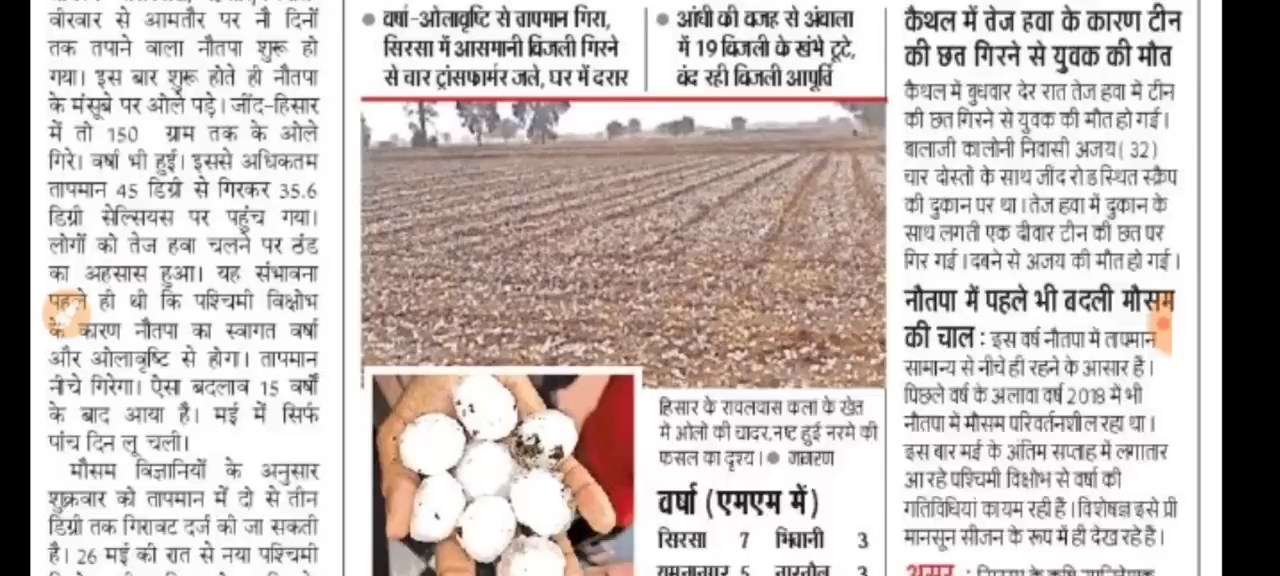 वीरवार से आमतौर पर नौ दिनों
तक तपाने वाला नौतपा शुरू हो
गया। इस बार शुरू होते ही नौतपा
के मंसूबे पर ओले पड़े। जींद-हिसार
में तो 150 ग्राम तक के ओले
गिरे। वर्षा भी हुई। इससे अधिकतम
तापमान 45 डिग्री से गिरकर 35.6
डिग्री सेल्सियस पर पहुंच गया।
लोगों को तेज हवा चलने पर ठंड
का अहसास हुआ। यह संभावना
पहले ही थी कि पश्चिमी विक्षोभ
के कारण नौतपा का स्वागत वर्षा
और ओलावृष्टि से होगा। तापमान
नीचे गिरेगा। ऐसा बदलाव 15 वर्षों
के बाद आया है। मई में सिर्फ
पांच दिन लू चली।
मौसम विज्ञानियों के अनुसार
शुक्रवार को तापमान में दो से तीन
डिग्री तक गिरावट दर्ज की जा सकती
है। 26 मई की रात से नया पश्चिमी
● वर्षा-ओलावृष्टि से तापमान गिरा,
सिरसा में आसमानी बिजली गिरने
से चार ट्रांसफार्मर जले, घर में दरार
● आंधी की वजह से अंबाला
में 19 बिजली के खंभे टूटे,
बंद रही बिजली आपूर्ति
हिसार के रावलवास कलां के खेत
में ओलों की चादर,नष्ट हुई नरमे की
फसल का दृश्य। ● जागरण
वर्षा (एमएम में)
सिरसा 7 भिवानी 3
यमुनानगर 5 नारनौल 3
कैथल में तेज हवा के कारण टीन
की छत गिरने से युवक की मौत
कैथल में बुधवार देर रात तेज हवा में टीन
की छत गिरने से युवक की मौत हो गई।
बालाजी कालोनी निवासी अजय( 32)
चार दोस्तो के साथ जींद रोड स्थित स्क्रैप
की दुकान पर था। तेज हवा में दुकान के
साथ लगती एक दीवार टीन की छत पर
गिर गई। दबने से अजय की मौत हो गई।
नौतपा में पहले भी बदली मौसम
की चाल : इस वर्ष नौतपा में तापमान
सामान्य से नीचे ही रहने के आसार है।
पिछले वर्ष के अलावा वर्ष 2018 में भी
नौतपा में मौसम परिवर्तनशील रहा था।
इस बार मई के अंतिम सप्ताह में लगातार
आ रहे पश्चिमी विक्षोभ से वर्षा की
गतिविधियां कायम रही हैं। विशेषज्ञ इसे प्री
मानसून सीजन के रूप में ही देख रहे है।